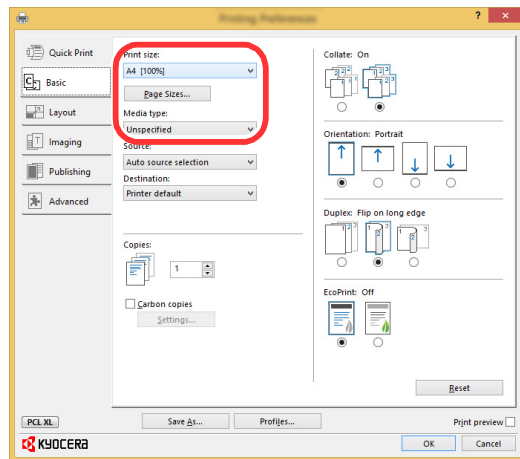 Printing Preferences
?
Quick Print
Basic
Layout
Imaging
Publishing
Advanced
Print size:
A4 [100%]
Page Sizes...
Media type:
Unspecified
Source:
Auto source selection
Destination:
Printer default
Copies:
1
Carbon copies
Settings...
Collate: On
Orientation: Portrait
Duplex: Flip on long edge
EcoPrint: Off
Reset
PCL XL
Save As...
Profiles...
Print preview
KYOCERA
OK
Cancel